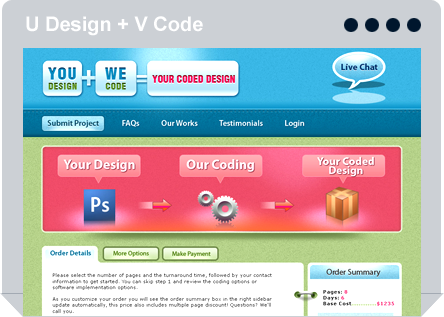 U Design + V Code
YOU DESIGN + WE CODE = YOUR CODED DESIGN
Live Chat
Submit Project FAQs Our Works Testimonials Login
Your Design Our Coding Your Coded Design
Ps
Order Details More Options Make Payment
Please select the number of pages and the turnaround time, followed by your contact
information to get started. You can skip step 1 and review the coding options or
software implementation options.
As you customise your order you will see the order summary box in the right sidebar
update automatically, this price also includes multiple page discount! Questions? We'll
call you.
Order Summary
Pages: 8
Days: 6
Base Cost..........$1235